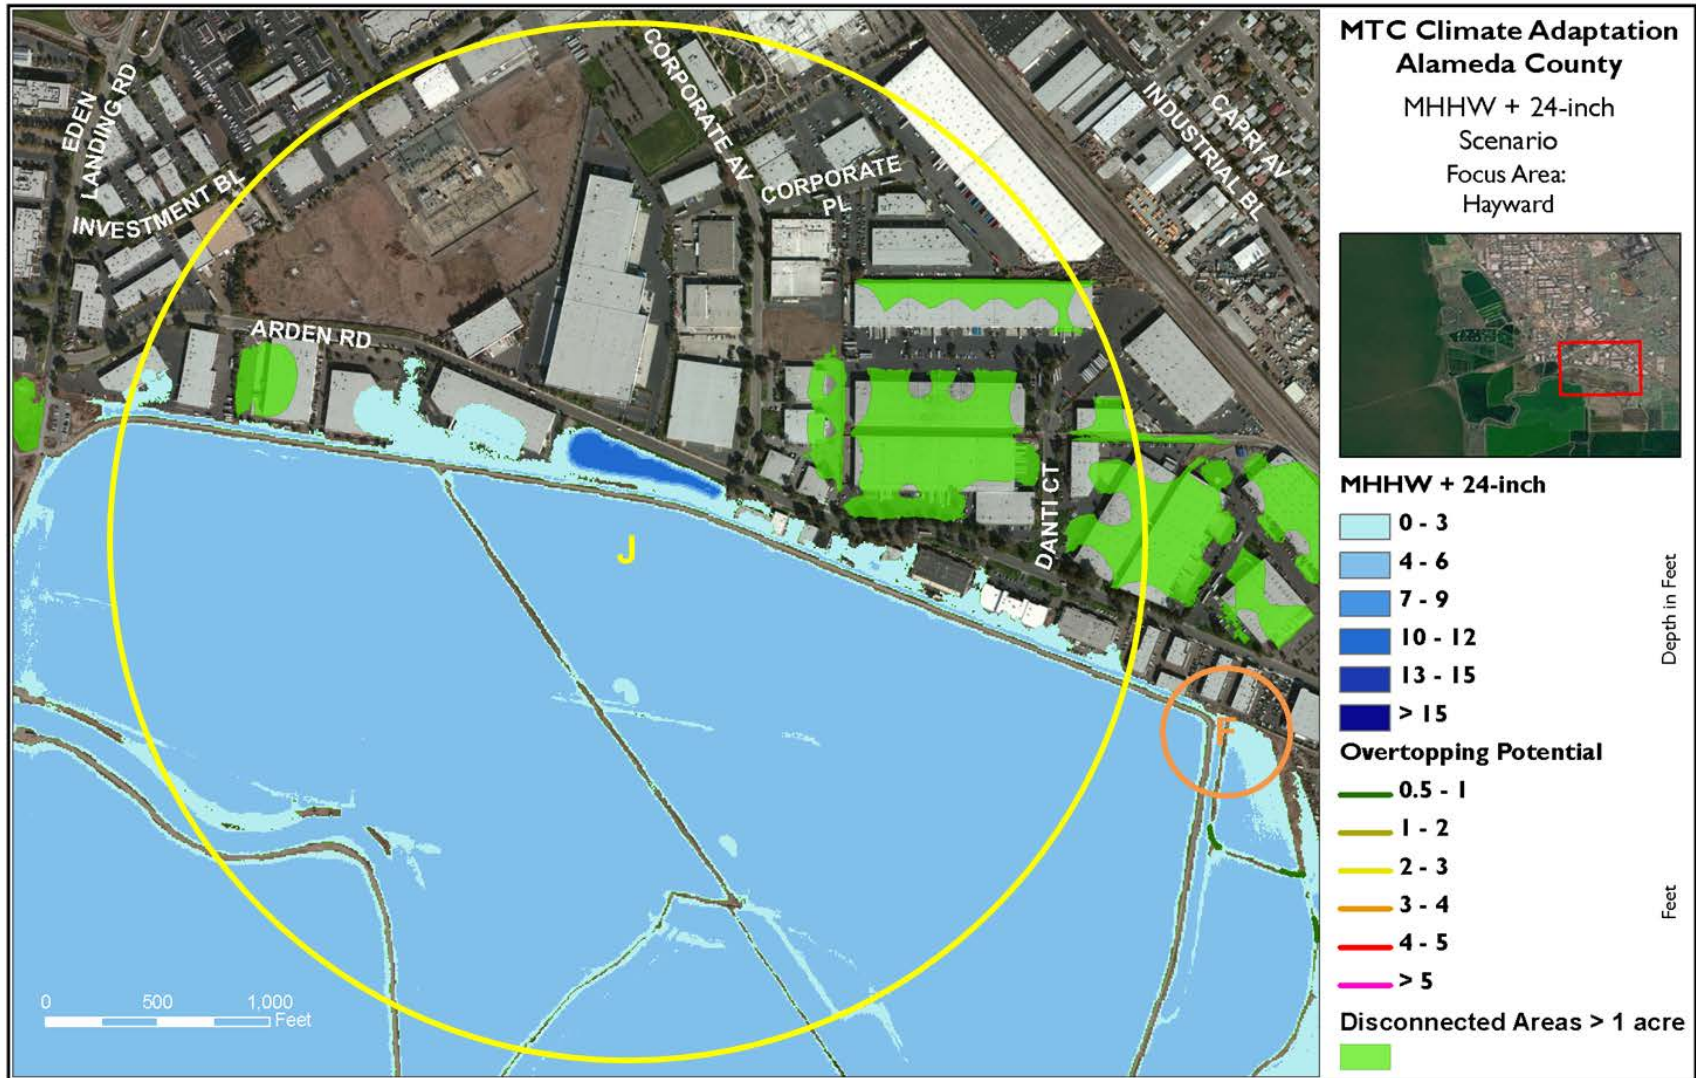 EDEN
LANDING RD
INVESTMENT BL
ARDEN RD
CORPORATE AV
CORPORATE
PL
INDUSTRIAL BL
CAPRI AV
DANTI CT
J
F
0 500 1,000
Feet
MTC Climate Adaptation
Alameda County
MHHW + 24-inch
Scenario
Focus Area:
Hayward
MHHW + 24-inch
0 - 3
4 - 6
7 - 9
10 - 12
13 - 15
> 15
Depth in Feet
Overtopping Potential
0.5 - 1
1 - 2
2 - 3
3 - 4
4 - 5
> 5
Feet
Disconnected Areas > 1 acre